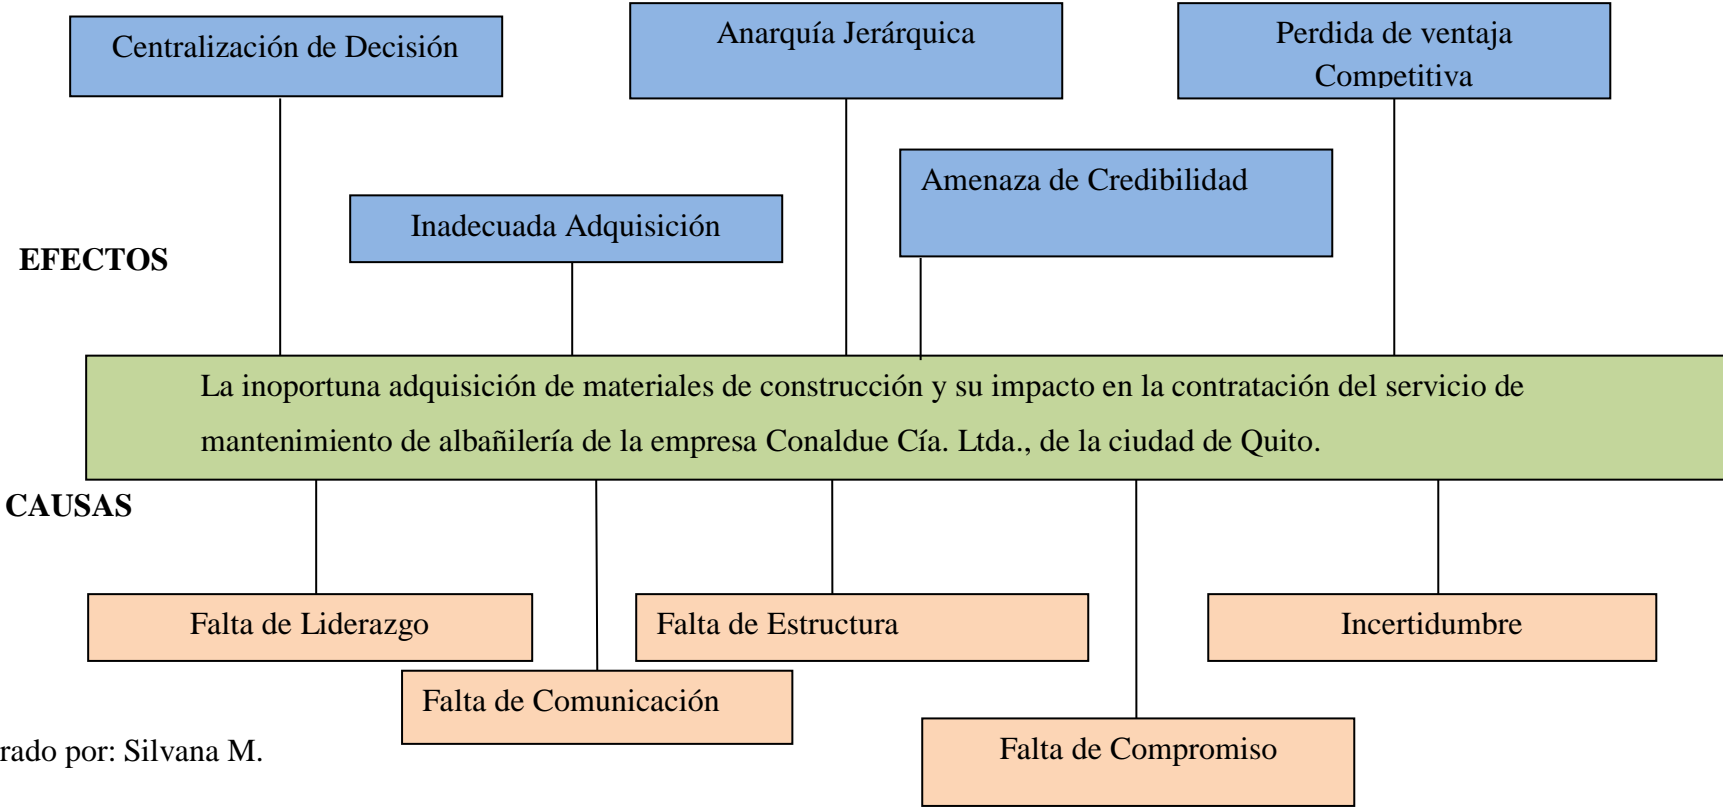 Centralización de Decisión
Anarquía Jerárquica
Perdida de ventaja
Competitiva
Amenaza de Credibilidad
Inadecuada Adquisición
EFECTOS
La inoportuna adquisición de materiales de construcción y su impacto en la contratación del servicio de
mantenimiento de albañilería de la empresa Conaldue Cía. Ltda., de la ciudad de Quito.
CAUSAS
Falta de Liderazgo
Falta de Estructura
Incertidumbre
Falta de Comunicación
Falta de Compromiso
rado por: Silvana M.